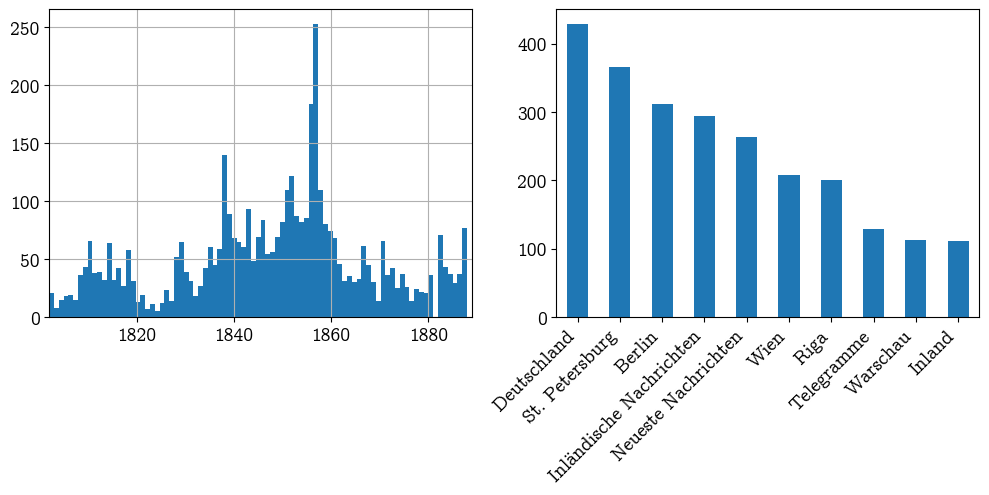 250
200
150
100
50
0
1820 1840 1860 1880
400
300
200
100
0
Deutschland
St. Petersburg
Berlin
Inländische Nachrichten
Neueste Nachrichten
Wien
Riga
Telegramme
Warschau
Inland